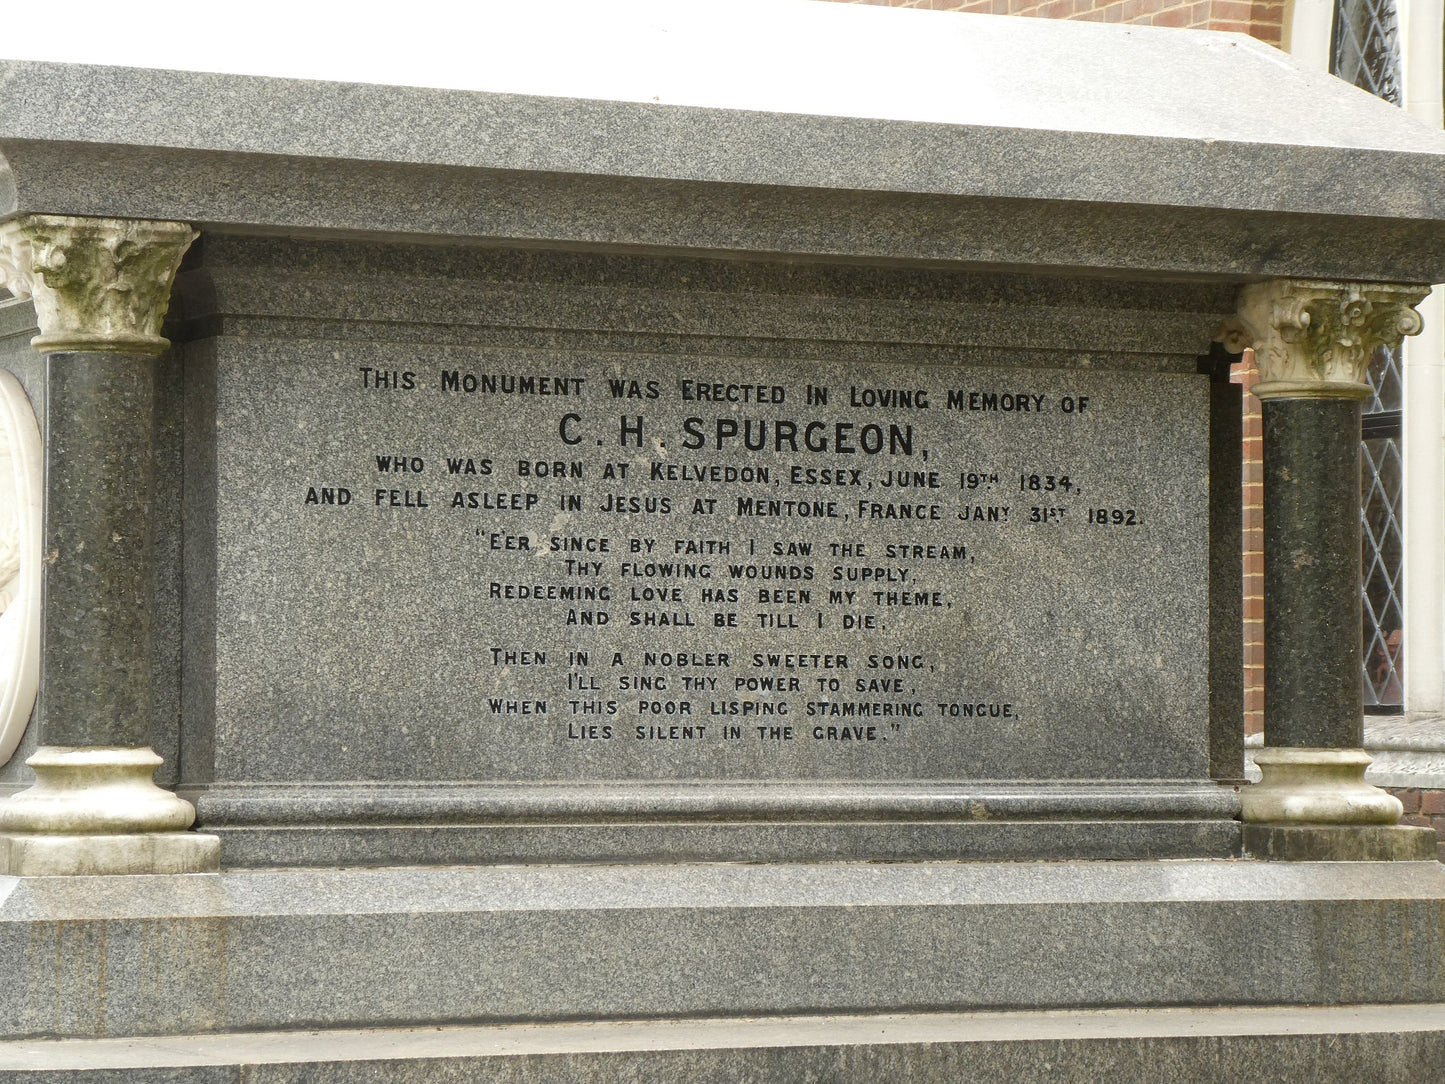 THIS MONUMENT WAS ERECTED IN LOVING MEMORY OF
C. H. SPURGEON,
WHO WAS BORN AT KELVEDON, ESSEX, JUNE 19TH 1834,
AND FELL ASLEEP IN JESUS AT MENTONE, FRANCE JANY 31ST 1892.
"E'ER SINCE BY FAITH I SAW THE STREAM,
THY FLOWING WOUNDS SUPPLY,
REDEEMING LOVE HAS BEEN MY THEME,
AND SHALL BE TILL I DIE.
THEN IN A NOBLER SWEETER SONG,
I'LL SING THY POWER TO SAVE,
WHEN THIS POOR LISPING STAMMERING TONGUE,
LIES SILENT IN THE GRAVE."